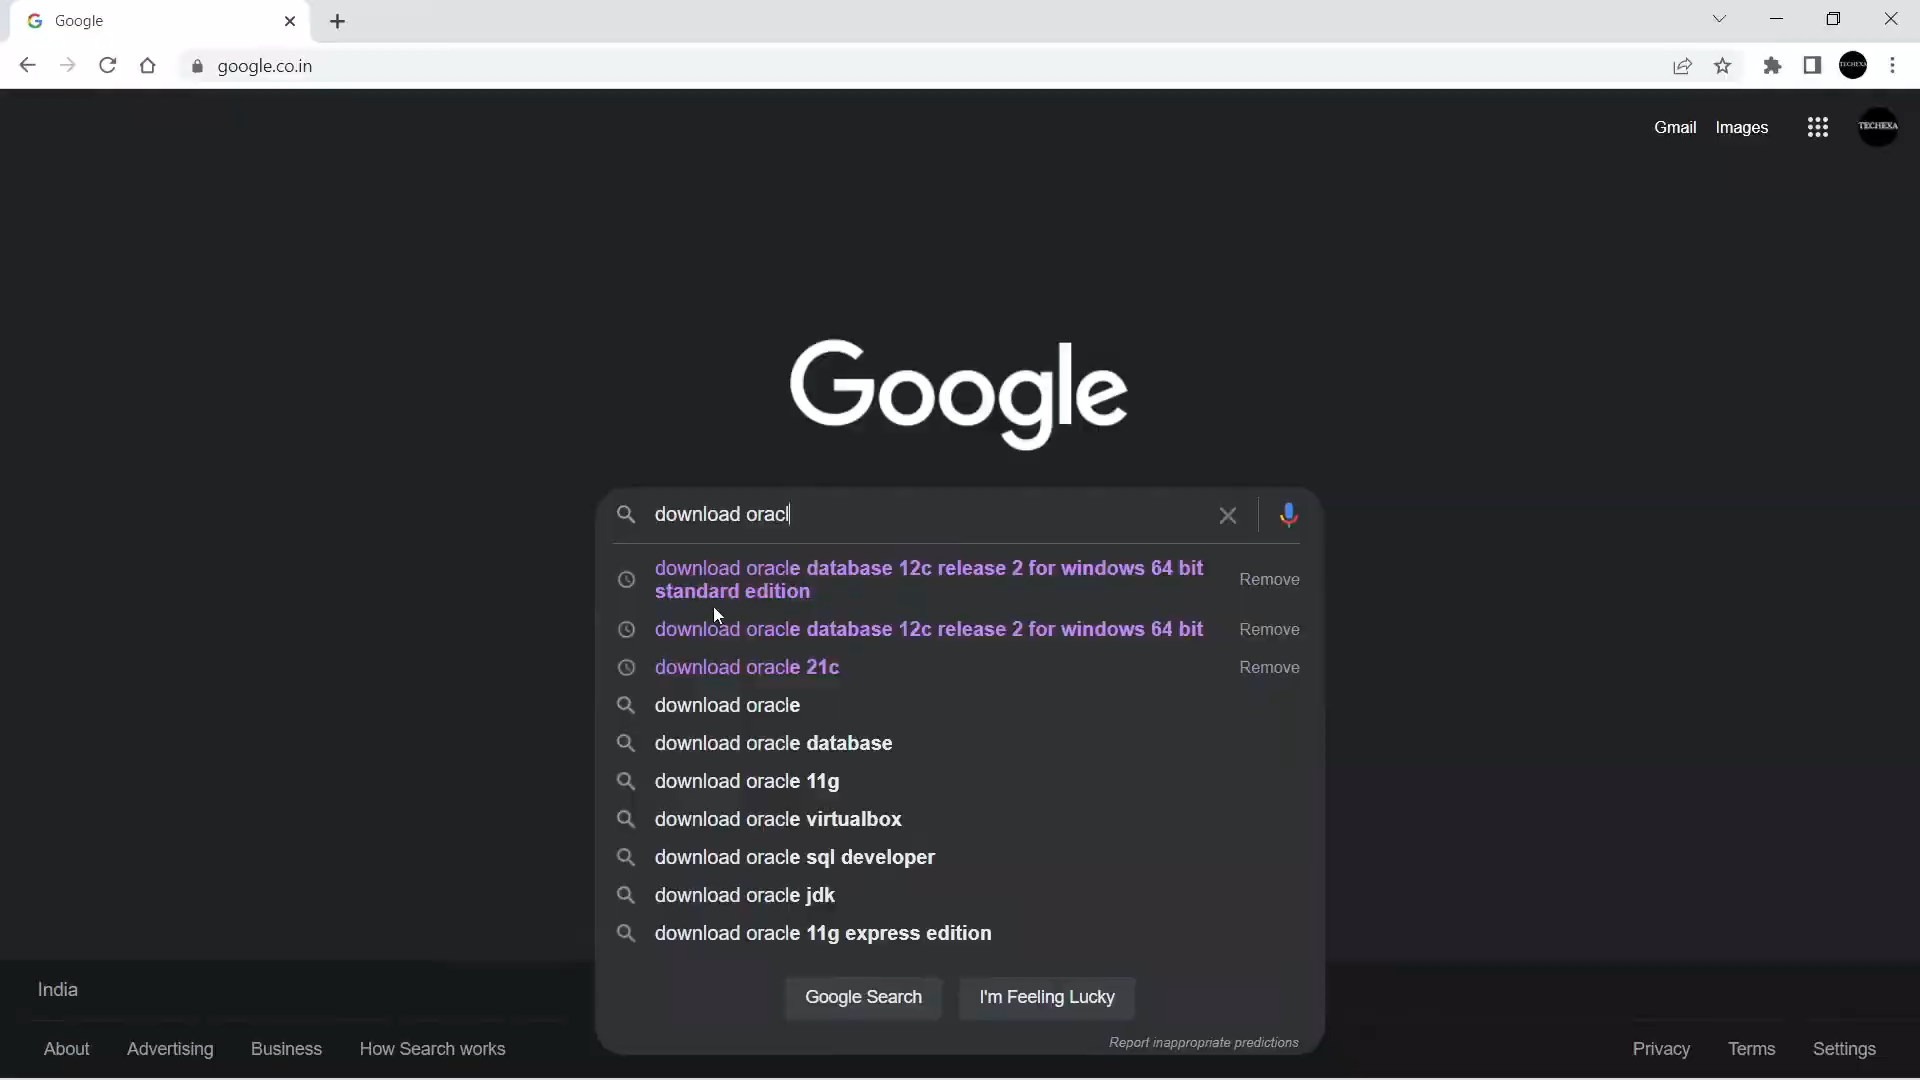 Google
google.co.in
TECHEXA
Gmail Images
TECHEXA
Google
download oracl
download oracle database 12c release 2 for windows 64 bit
standard edition
Remove
download oracle database 12c release 2 for windows 64 bit Remove
download oracle 21c Remove
download oracle
download oracle database
download oracle 11g
download oracle virtualbox
download oracle sql developer
download oracle jdk
download oracle 11g express edition
Google Search I'm Feeling Lucky
Report inappropriate predictions
India
About Advertising Business How Search works Privacy Terms Settings